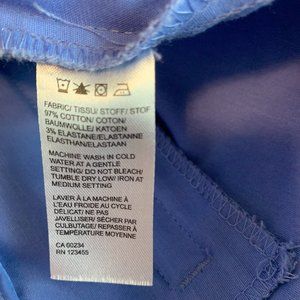 FABRIC/ TISSU/ STOFF/ STOF
97% COTTON/ COTON/
BAUMWOLLE/ KATOEN
3% ELASTANE/ELASTANNE
ELASTHAN/ELASTAAN
MACHINE WASH IN COLD
WATER AT A GENTLE
SETTING/ DO NOT BLEACH/
TUMBLE DRY LOW/ IRON AT
MEDIUM SETTING
LAVER À LA MACHINE À
L'EAU FROIDE AU CYCLE
DÉLICAT/ NE PAS
JAVELLISER/ SÉCHER PAR
CULBUTAGE/ REPASSER À
TEMPÉRATURE MOYENNE
CA 00234
RN 123455